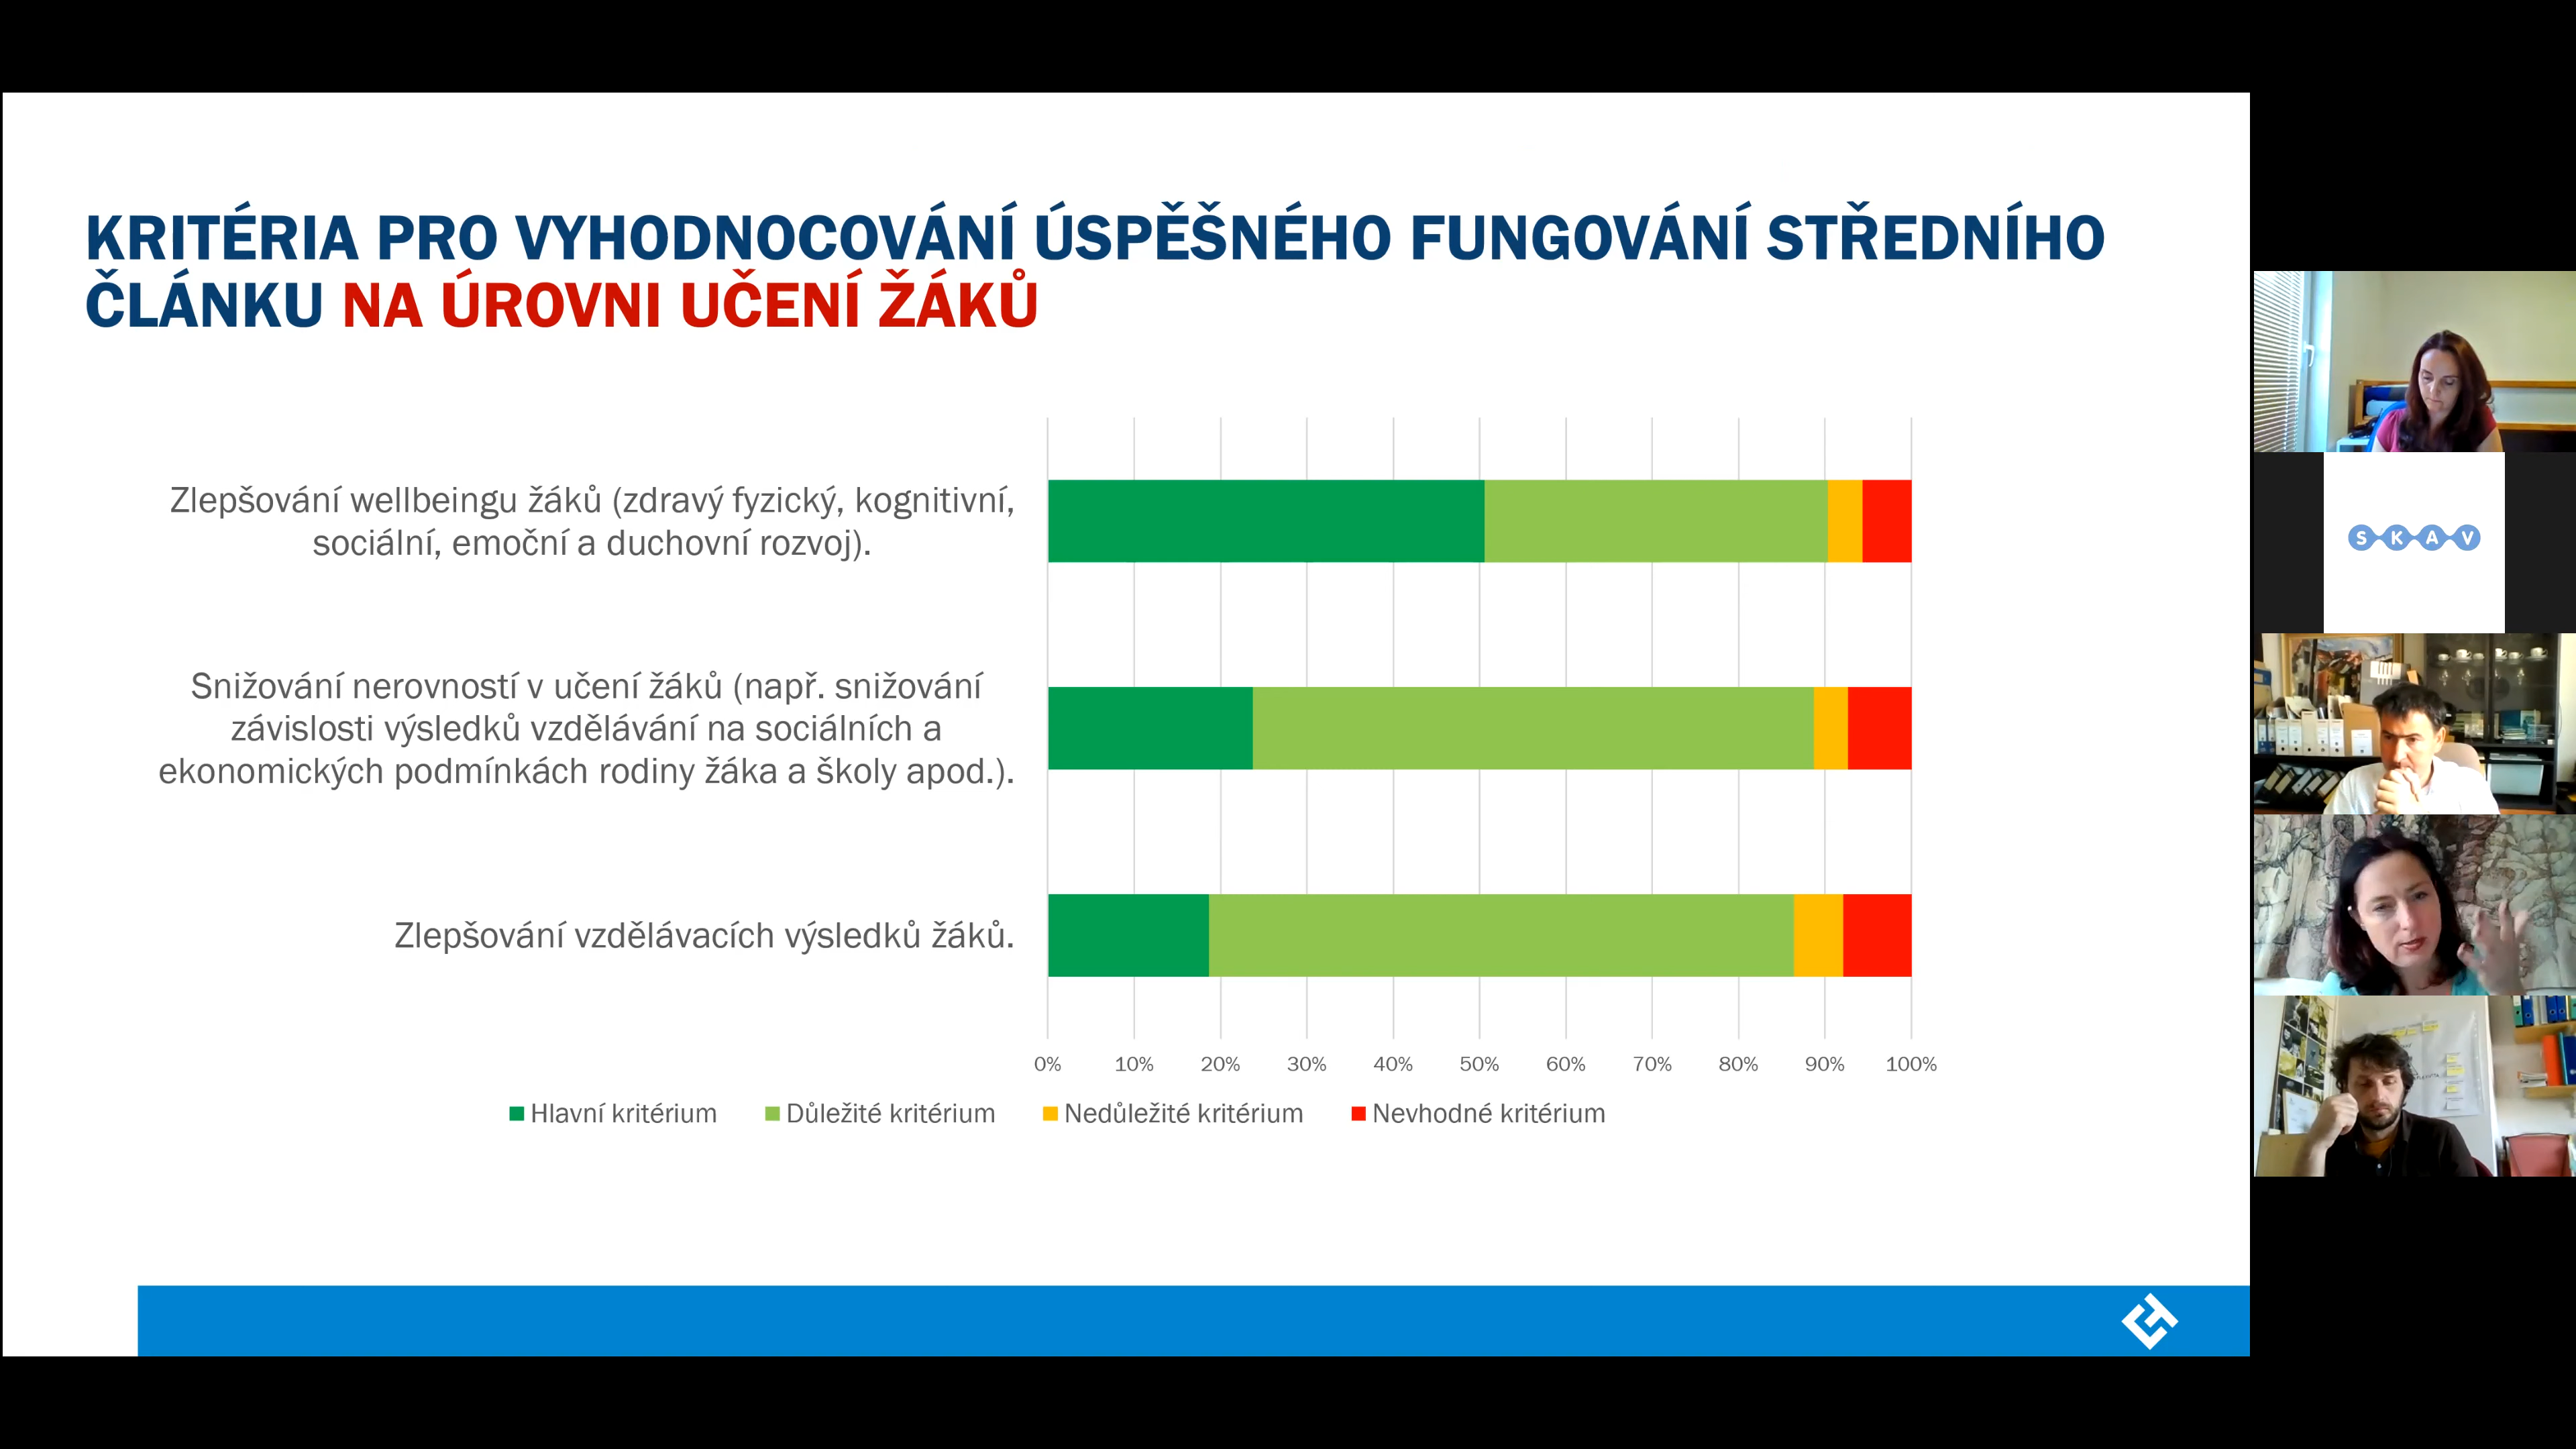 KRITÉRIA PRO VYHODNOCOVÁNÍ ÚSPĚŠNÉHO FUNGOVÁNÍ STŘEDNÍHO
ČLÁNKU NA ÚROVNI UČENÍ ŽÁKŮ
Zlepšování wellbeingu žáků (zdravý fyzický, kognitivní,
sociální, emoční a duchovní rozvoj).
Snižování nerovností v učení žáků (např. snižování
závislosti výsledků vzdělávání na sociálních a
ekonomických podmínkách rodiny žáka a školy apod.).
Zlepšování vzdělávacích výsledků žáků.
0% 10% 20% 30% 40% 50% 60% 70% 80% 90% 100%
Hlavní kritérium Důležité kritérium Nedůležité kritérium Nevhodné kritérium
SKAV